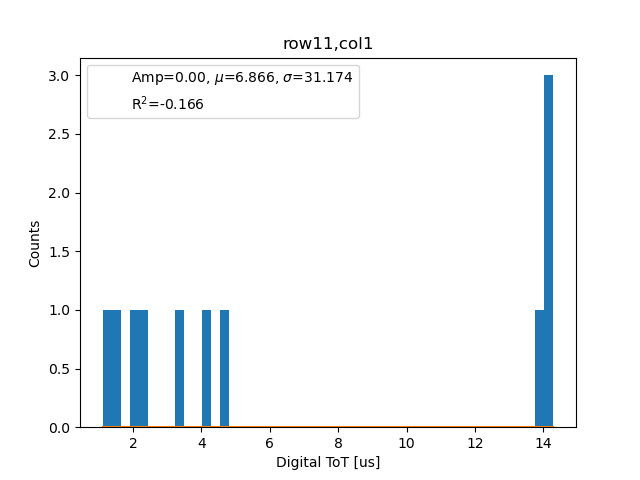 row11,col1
Amp=0.00, μ=6.866, σ=31.174
R²=-0.166
3.0
2.5
2.0
1.5
1.0
0.5
0.0
Counts
2 4 6 8 10 12 14
Digital ToT [us]